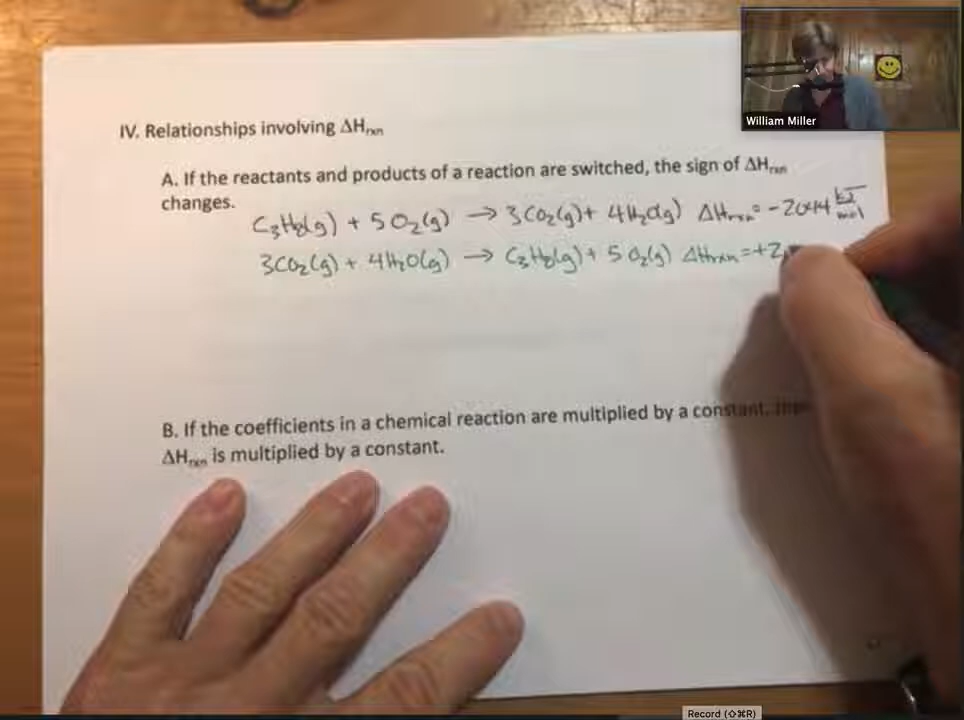 William Miller
IV. Relationships involving ΔHrxn
A. If the reactants and products of a reaction are switched, the sign of ΔHrxn
changes.
C3H8(g) + 5O2(g) → 3CO2(g) + 4H2O(g) ΔHrxn = -2044 kJ/mol
3CO2(g) + 4H2O(g) → C3H8(g) + 5O2(g) ΔHrxn = +2
B. If the coefficients in a chemical reaction are multiplied by a constant,
ΔHrxn is multiplied by a constant.
Record (⇧⌘R)